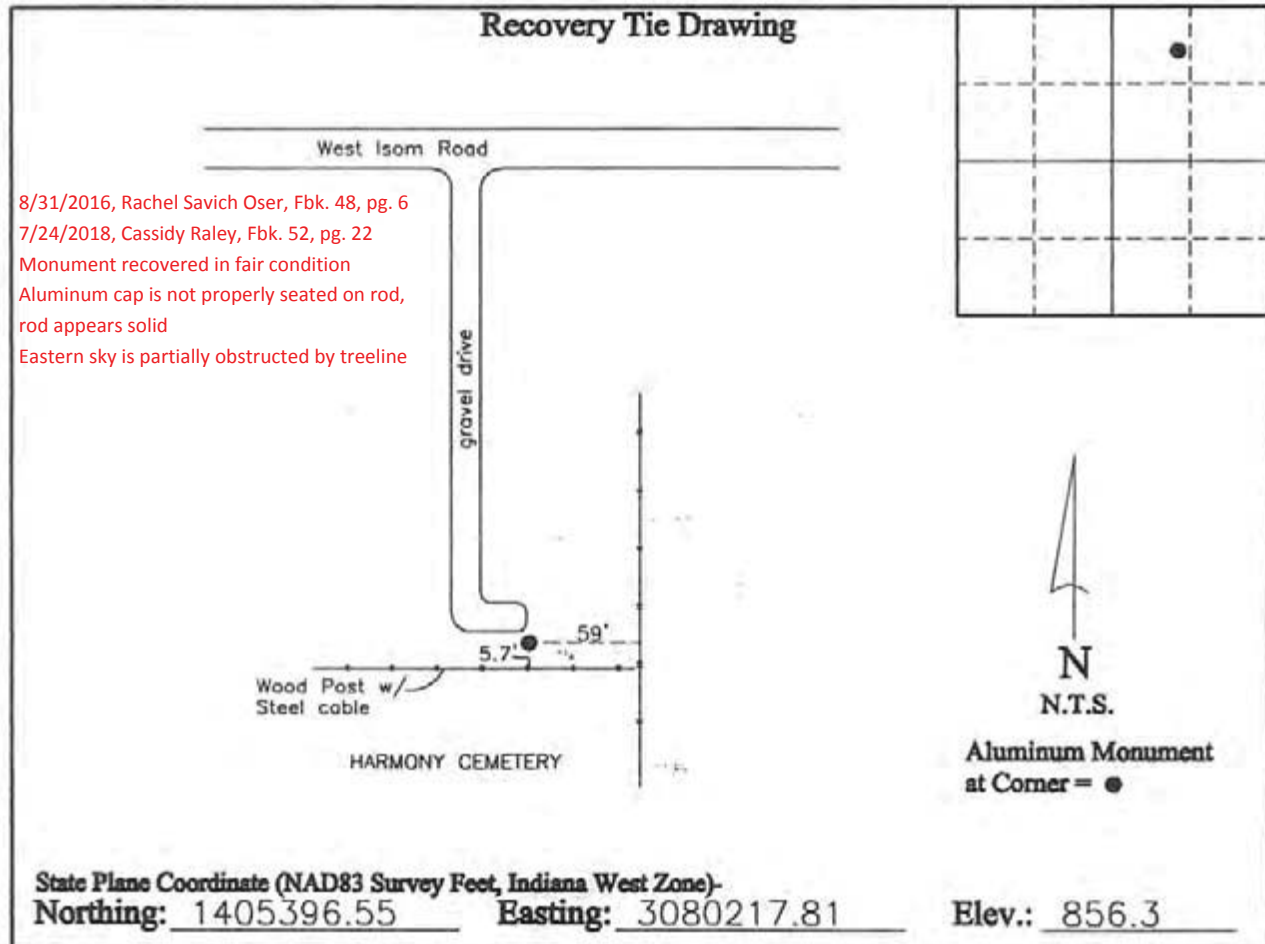 Recovery Tie Drawing
West Isom Road
8/31/2016, Rachel Savich Oser, Fbk. 48, pg. 6
7/24/2018, Cassidy Raley, Fbk. 52, pg. 22
Monument recovered in fair condition
Aluminum cap is not properly seated on rod,
rod appears solid
Eastern sky is partially obstructed by treeline
gravel drive
59'
5.7'
Wood Post w/
Steel cable
HARMONY CEMETERY
N
N.T.S.
Aluminum Monument
at Corner =
State Plane Coordinate (NAD83 Survey Feet, Indiana West Zone)-
Northing: 1405396.55 Easting: 3080217.81 Elev.: 856.3